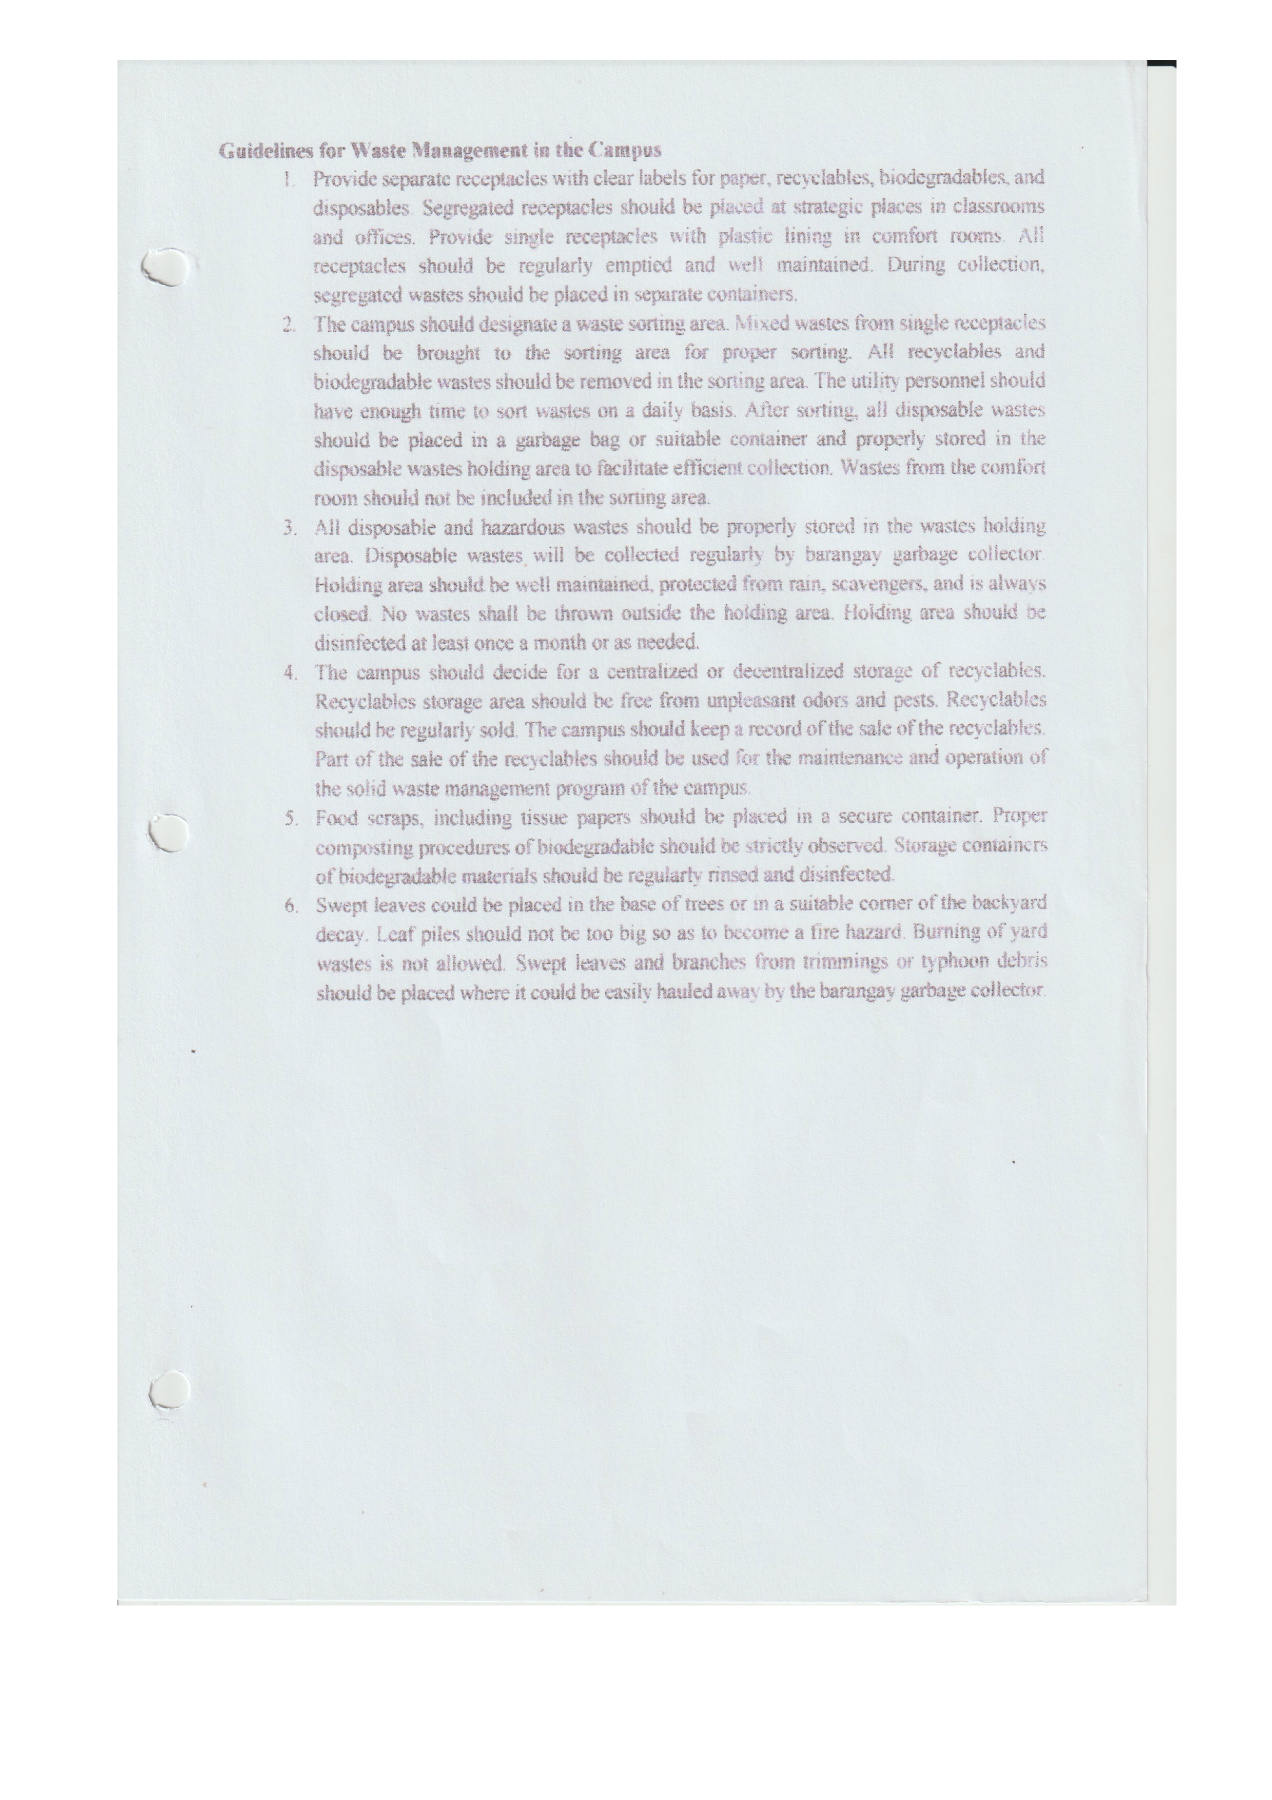 Guidelines for Waste Management in the Campus
1. Provide separate receptacles with clear labels for paper, recyclables, biodegradables, and
disposables. Segregated receptacles should be placed at strategic places in classrooms
and offices. Provide single receptacles with plastic lining in comfort rooms. All
receptacles should be regularly emptied and well maintained. During collection,
segregated wastes should be placed in separate containers.
2. The campus should designate a waste sorting area. Mixed wastes from single receptacles
should be brought to the sorting area for proper sorting. All recyclables and
biodegradable wastes should be removed in the sorting area. The utility personnel should
have enough time to sort wastes on a daily basis. After sorting, all disposable wastes
should be placed in a garbage bag or suitable container and properly stored in the
disposable wastes holding area to facilitate efficient collection. Wastes from the comfort
room should not be included in the sorting area.
3. All disposable and hazardous wastes should be properly stored in the wastes holding
area. Disposable wastes will be collected regularly by barangay garbage collector.
Holding area should be well maintained, protected from rain, scavengers, and is always
closed. No wastes shall be thrown outside the holding area. Holding area should be
disinfected at least once a month or as needed.
4. The campus should decide for a centralized or decentralized storage of recyclables.
Recyclables storage area should be free from unpleasant odors and pests. Recyclables
should be regularly sold. The campus should keep a record of the sale of the recyclables.
Part of the sale of the recyclables should be used for the maintenance and operation of
the solid waste management program of the campus.
5. Food scraps, including tissue papers should be placed in a secure container. Proper
composting procedures of biodegradable should be strictly observed. Storage containers
of biodegradable materials should be regularly rinsed and disinfected.
6. Swept leaves could be placed in the base of trees or in a suitable corner of the backyard
decay. Leaf piles should not be too big so as to become a fire hazard. Burning of yard
wastes is not allowed. Swept leaves and branches from trimmings or typhoon debris
should be placed where it could be easily hauled away by the barangay garbage collector.